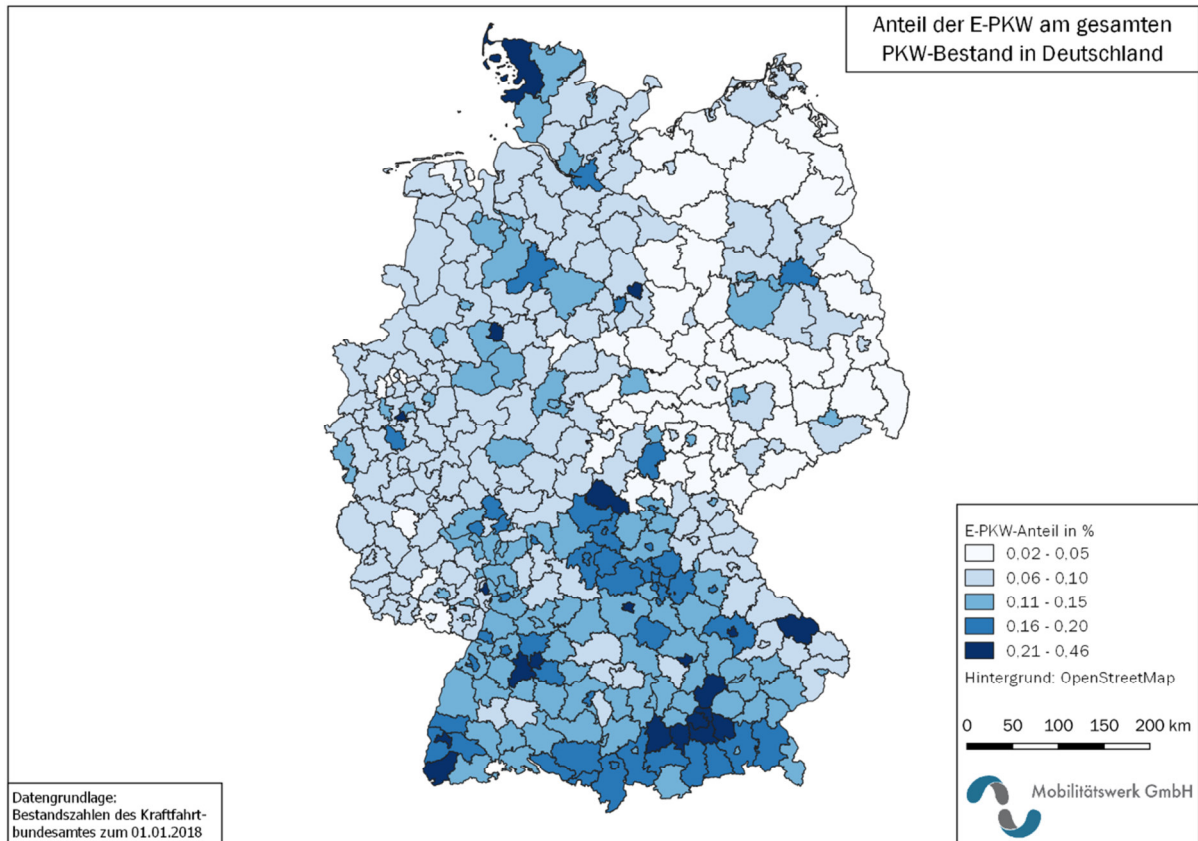 Anteil der E-PKW am gesamten
PKW-Bestand in Deutschland
E-PKW-Anteil in %
0,02 - 0,05
0,06 - 0,10
0,11 - 0,15
0,16 - 0,20
0,21 - 0,46
Hintergrund: OpenStreetMap
0 50 100 150 200 km
Mobilitätswerk GmbH
Datengrundlage:
Bestandszahlen des Kraftfahrt-
bundesamtes zum 01.01.2018